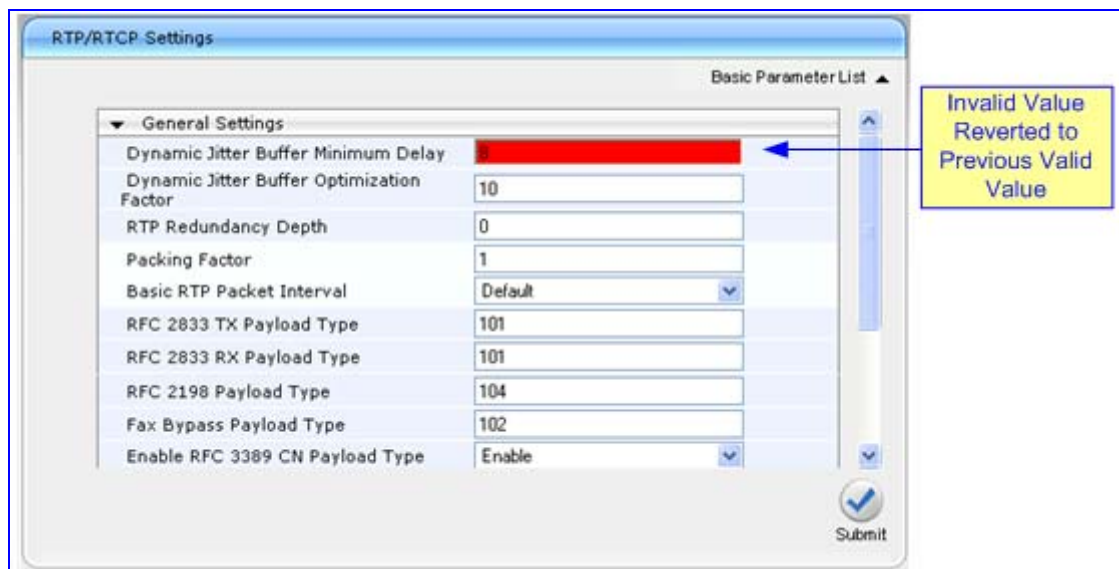 RTP/RTCP Settings
Basic Parameter List
General Settings
Dynamic Jitter Buffer Minimum Delay
Dynamic Jitter Buffer Optimization
Factor
10
RTP Redundancy Depth
0
Packing Factor
1
Basic RTP Packet Interval
Default
RFC 2833 TX Payload Type
101
RFC 2833 RX Payload Type
101
RFC 2198 Payload Type
104
Fax Bypass Payload Type
102
Enable RFC 3389 CN Payload Type
Enable
Submit
Invalid Value
Reverted to
Previous Valid
Value